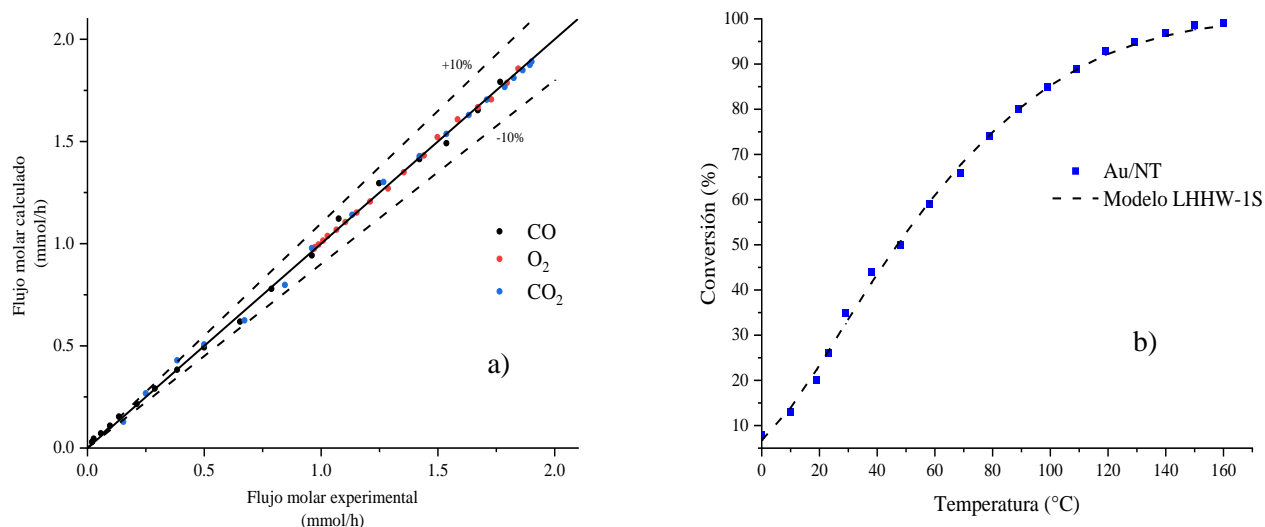 2.0
1.5
1.0
0.5
0.0
0.0
0.5
1.0
1.5
2.0
Flujo molar calculado
(mmol/h)
Flujo molar experimental
(mmol/h)
+10%
-10%
CO
O₂
CO₂
a)
100
90
80
70
60
50
40
30
20
10
0
20
40
60
80
100
120
140
160
Conversión (%)
Temperatura (°C)
Au/NT
Modelo LHHW-1S
b)